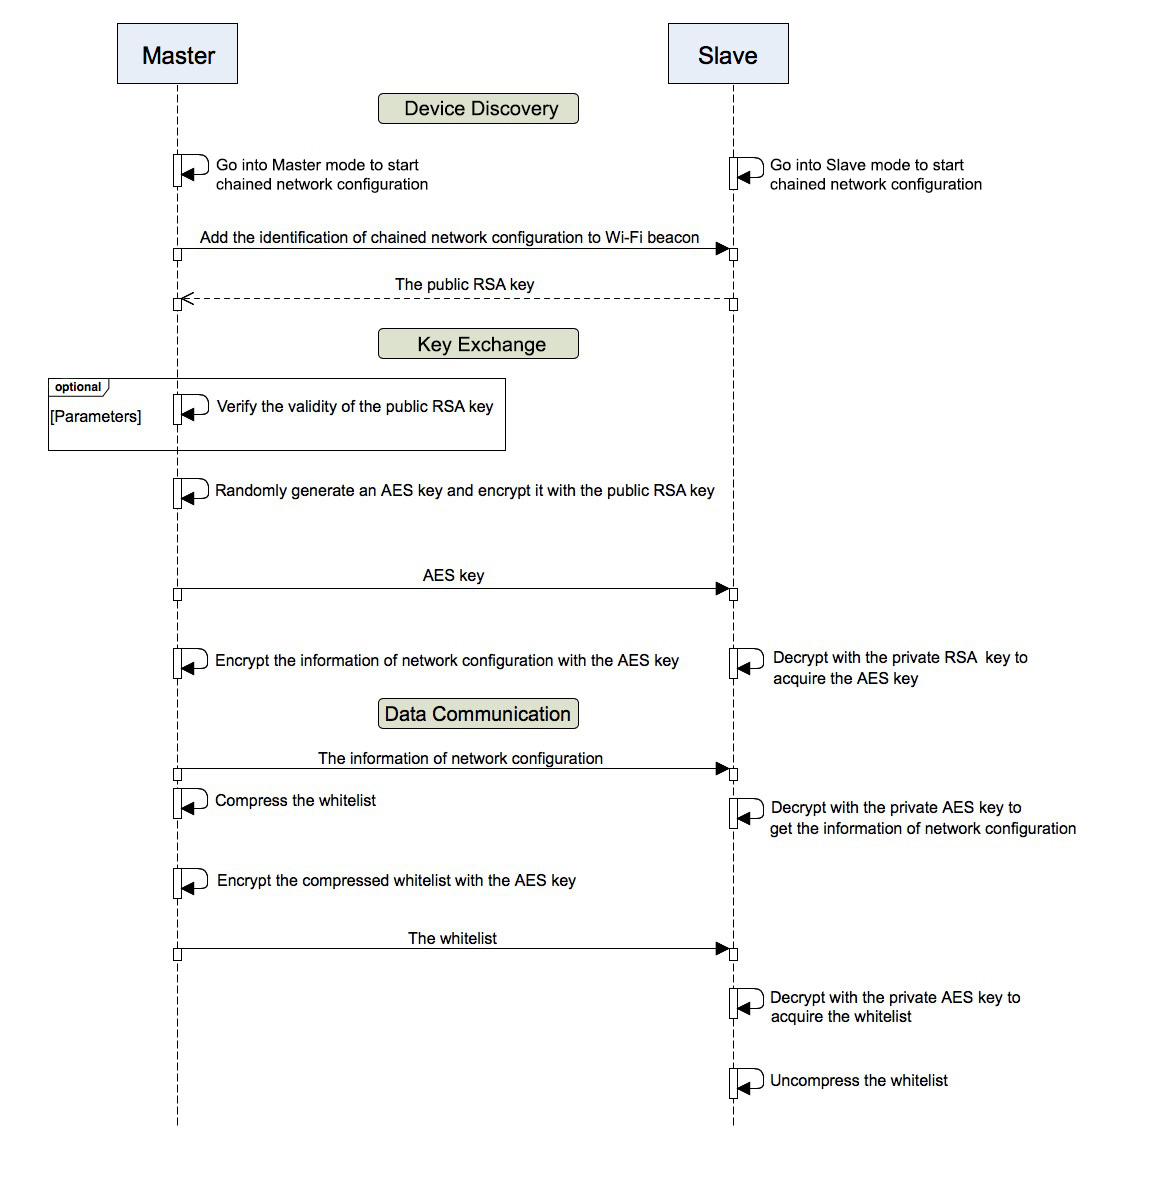 Master
Slave
Device Discovery
Go into Master mode to start
chained network configuration
Go into Slave mode to start
chained network configuration
Add the identification of chained network configuration to Wi-Fi beacon
The public RSA key
Key Exchange
optional
[Parameters]
Verify the validity of the public RSA key
Randomly generate an AES key and encrypt it with the public RSA key
AES key
Encrypt the information of network configuration with the AES key
Decrypt with the private RSA key to
acquire the AES key
Data Communication
The information of network configuration
Compress the whitelist
Decrypt with the private AES key to
get the information of network configuration
Encrypt the compressed whitelist with the AES key
The whitelist
Decrypt with the private AES key to
acquire the whitelist
Uncompress the whitelist